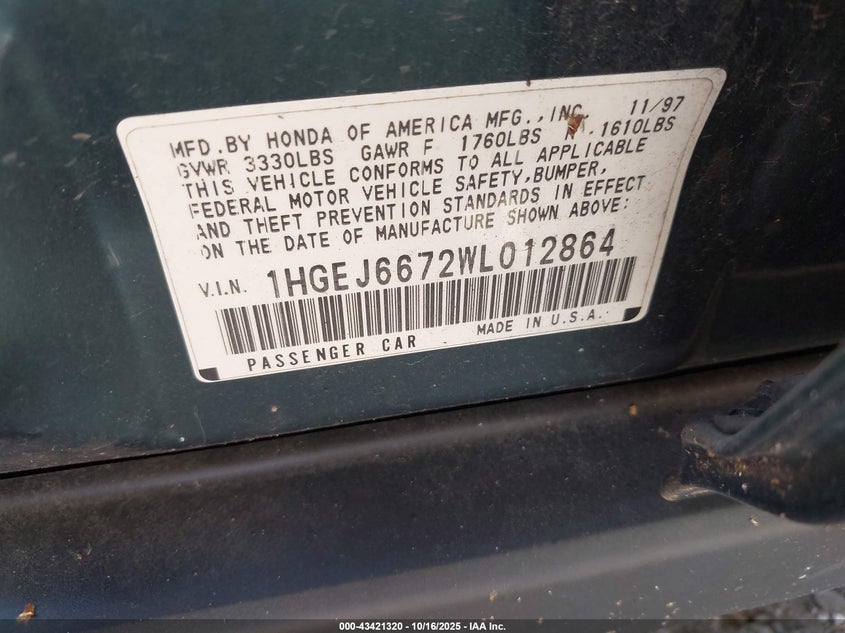 MFD.BY HONDA OF AMERICA MFG.,INC. 11/97
GVWR 3330LBS GAWR F 1760LBS 1610LBS
THIS VEHICLE CONFORMS TO ALL APPLICABLE
FEDERAL MOTOR VEHICLE SAFETY,BUMPER,
AND THEFT PREVENTION STANDARDS IN EFFECT
ON THE DATE OF MANUFACTURE SHOWN ABOVE:
V.I.N. 1HGEJ6672WL012864
PASSENGER CAR MADE IN U.S.A.
000-43421320 - 10/16/2025 - IAA Inc.